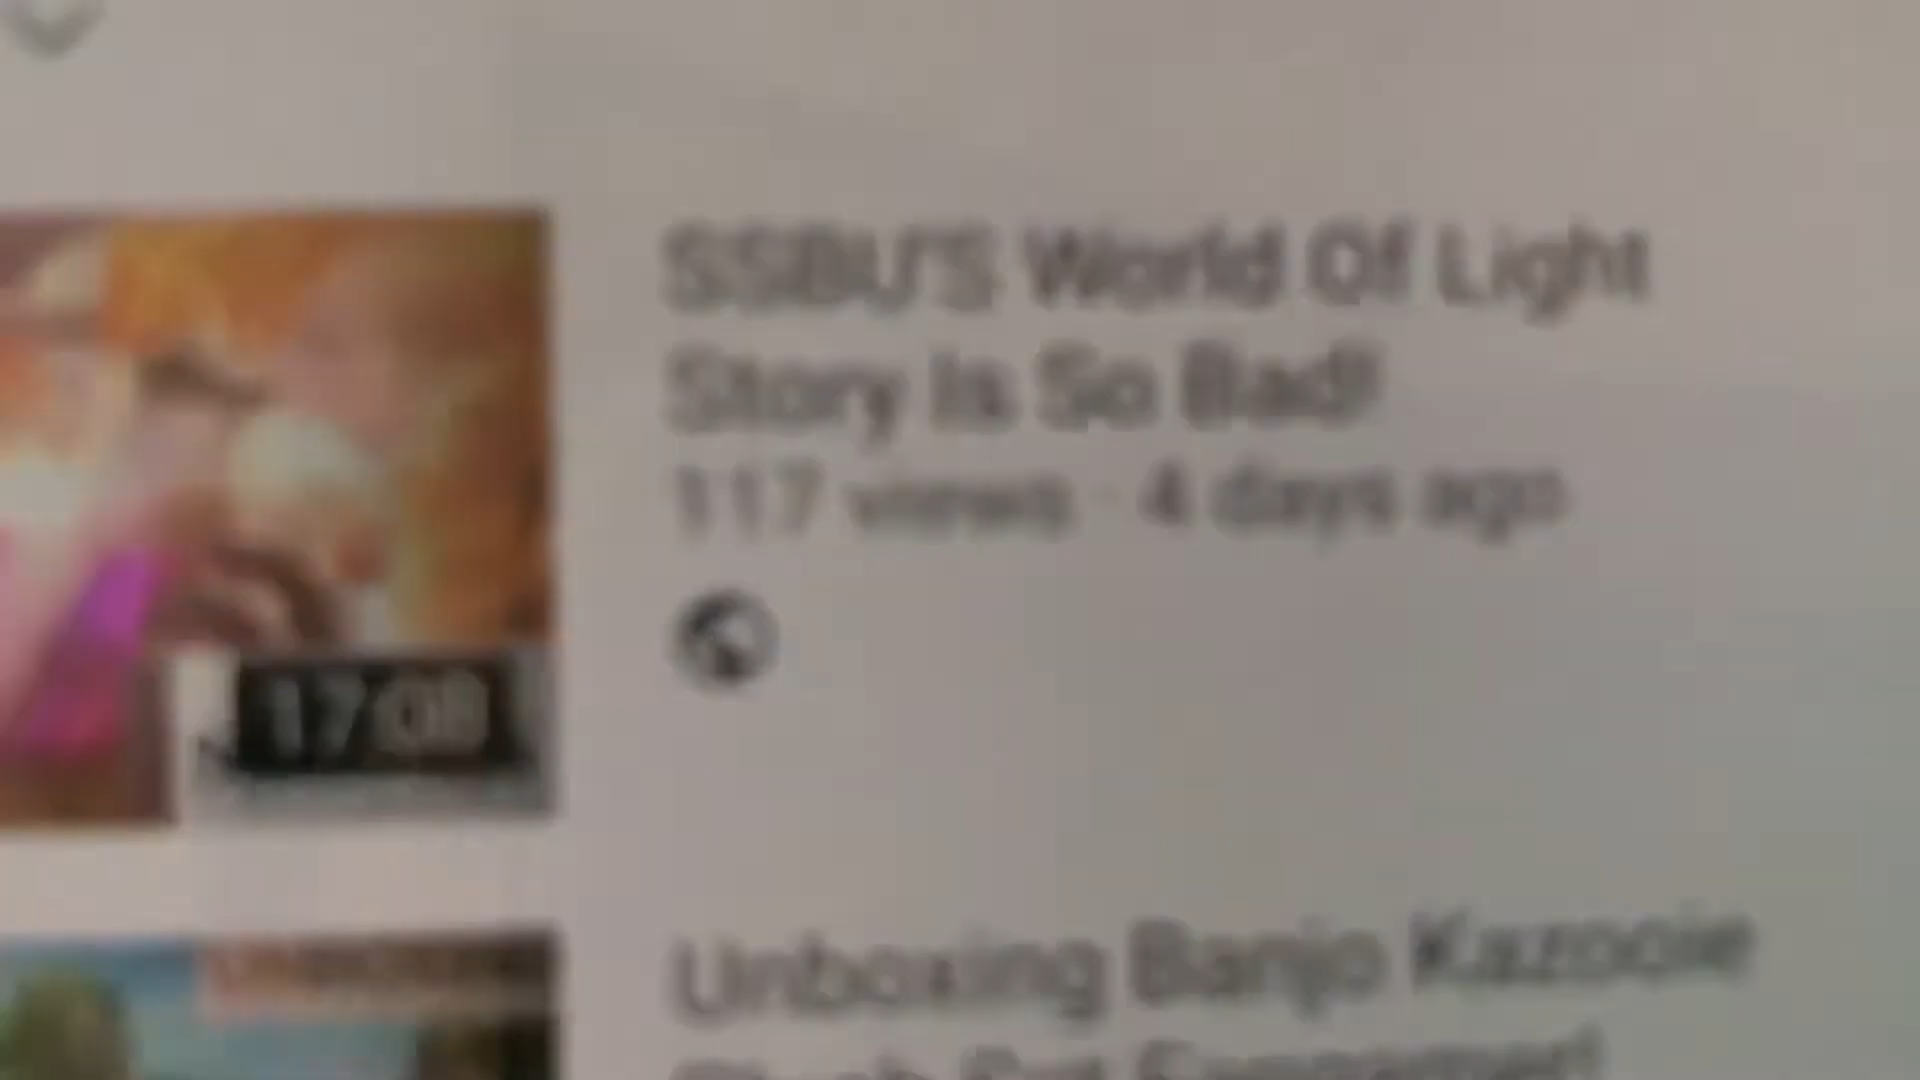 SSBU'S World Of Light
Story Is So Bad!
117 views · 4 days ago
17:08
Unboxing Banjo Kazooie